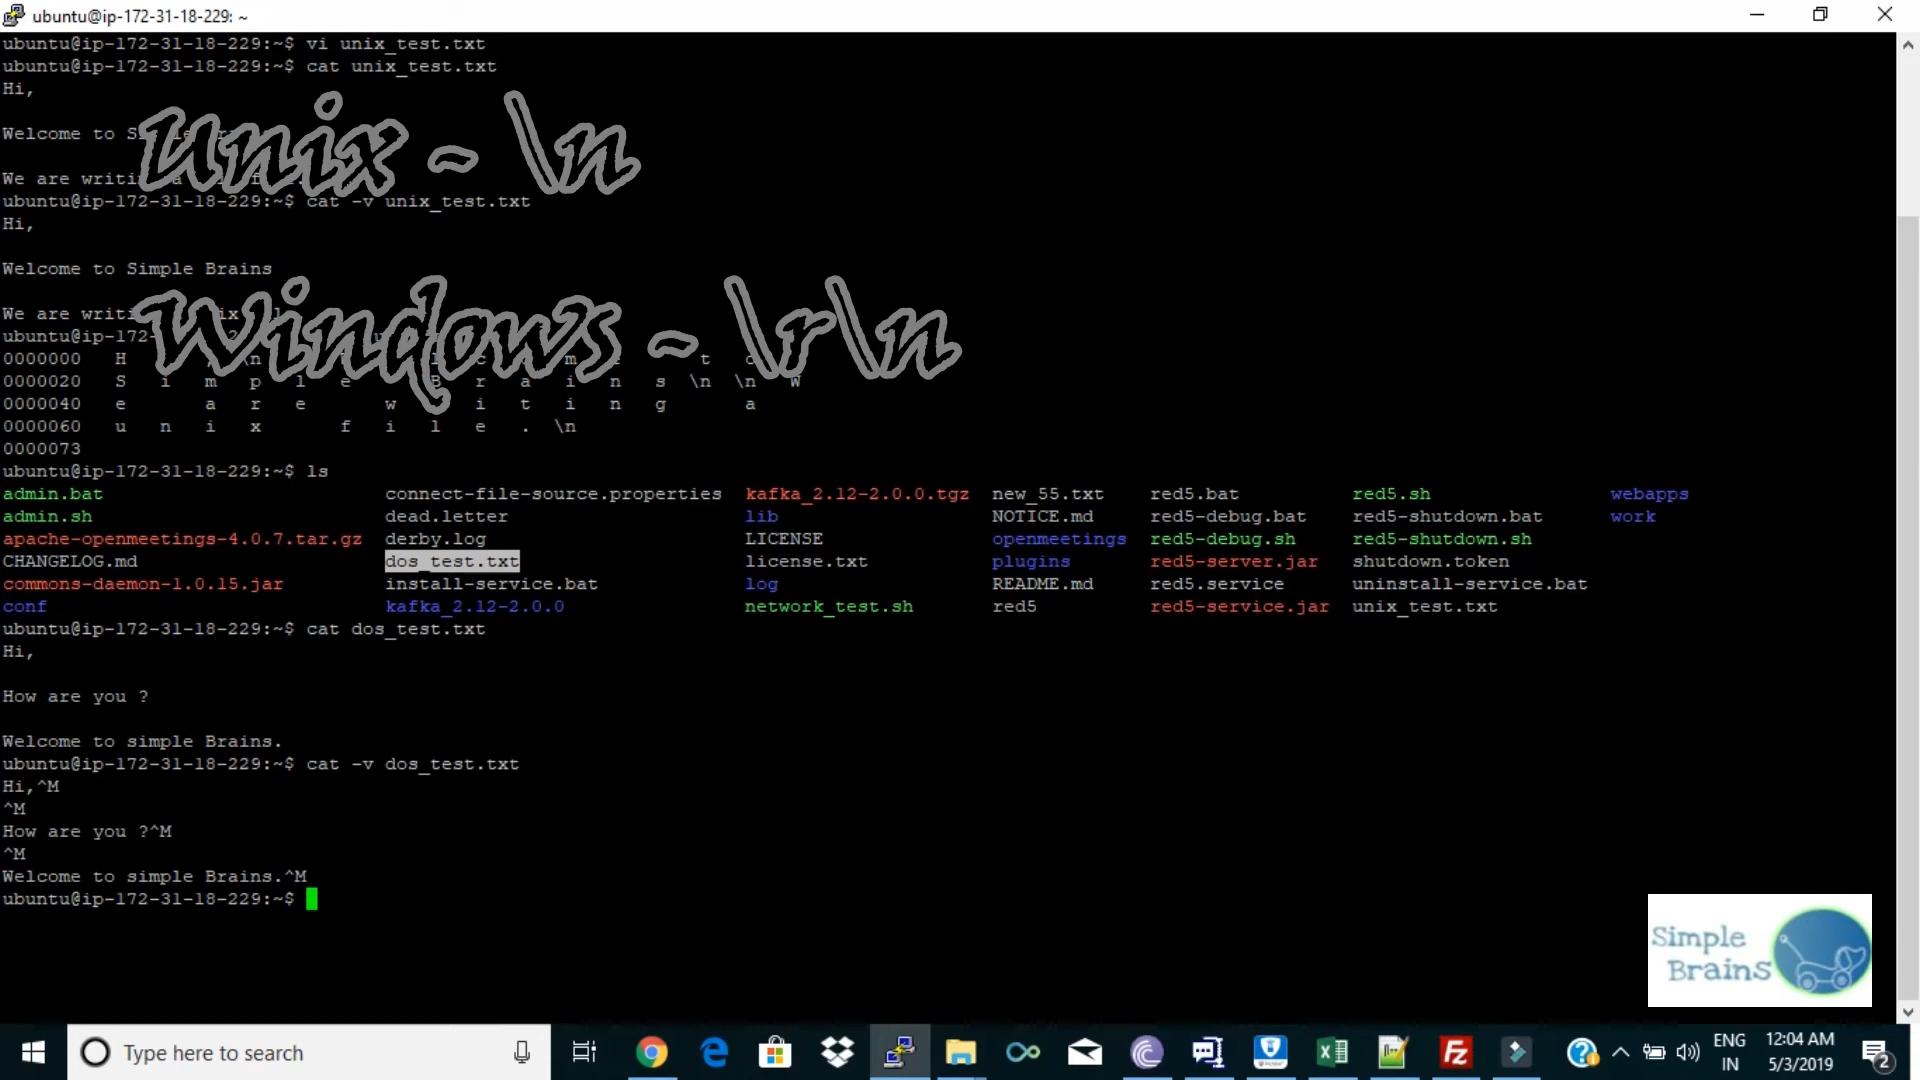 ubuntu@ip-172-31-18-229: ~
ubuntu@ip-172-31-18-229:~$ vi unix_test.txt
ubuntu@ip-172-31-18-229:~$ cat unix_test.txt
Hi,
Unix ~ \n
Welcome to
We are writi
ubuntu@ip-172-31-18-229:~$ cat -v unix_test.txt
Hi,
Welcome to Simple Brains
Windows ~ \r\n
We are writi
ubuntu@ip-172-
0000000 H \n c m t o
0000020 S i m p l e B r a i n s \n \n W
0000040 e a r e w i t i n g a
0000060 u n i x f i l e . \n
0000073
ubuntu@ip-172-31-18-229:~$ ls
admin.bat connect-file-source.properties kafka_2.12-2.0.0.tgz new_55.txt red5.bat red5.sh webapps
admin.sh dead.letter lib NOTICE.md red5-debug.bat red5-shutdown.bat work
apache-openmeetings-4.0.7.tar.gz derby.log LICENSE openmeetings red5-debug.sh red5-shutdown.sh
CHANGELOG.md dos_test.txt license.txt plugins red5-server.jar shutdown.token
commons-daemon-1.0.15.jar install-service.bat log README.md red5.service uninstall-service.bat
conf kafka_2.12-2.0.0 network_test.sh red5 red5-service.jar unix_test.txt
ubuntu@ip-172-31-18-229:~$ cat dos_test.txt
Hi,
How are you ?
Welcome to simple Brains.
ubuntu@ip-172-31-18-229:~$ cat -v dos_test.txt
Hi,^M
^M
How are you ?^M
^M
Welcome to simple Brains.^M
ubuntu@ip-172-31-18-229:~$
Simple
Brains
Type here to search
ENG
IN
12:04 AM
5/3/2019
2